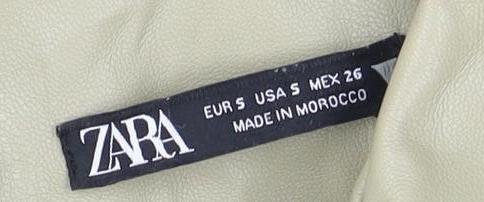 ZARA
EUR S USA S MEX 26
MADE IN MOROCCO